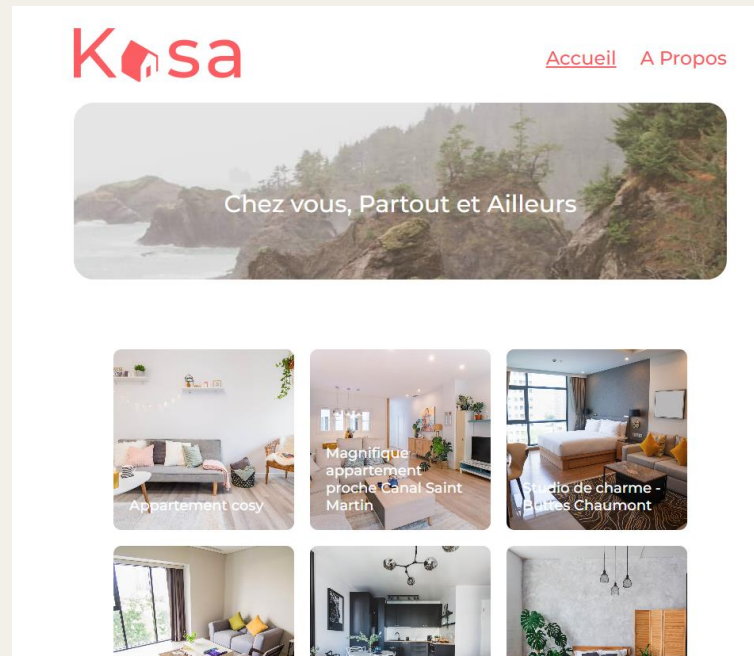 Kasa
Accueil A Propos
Chez vous, Partout et Ailleurs
Appartement cosy
Magnifique
appartement
proche Canal Saint
Martin
Studio de charme -
Buttes Chaumont